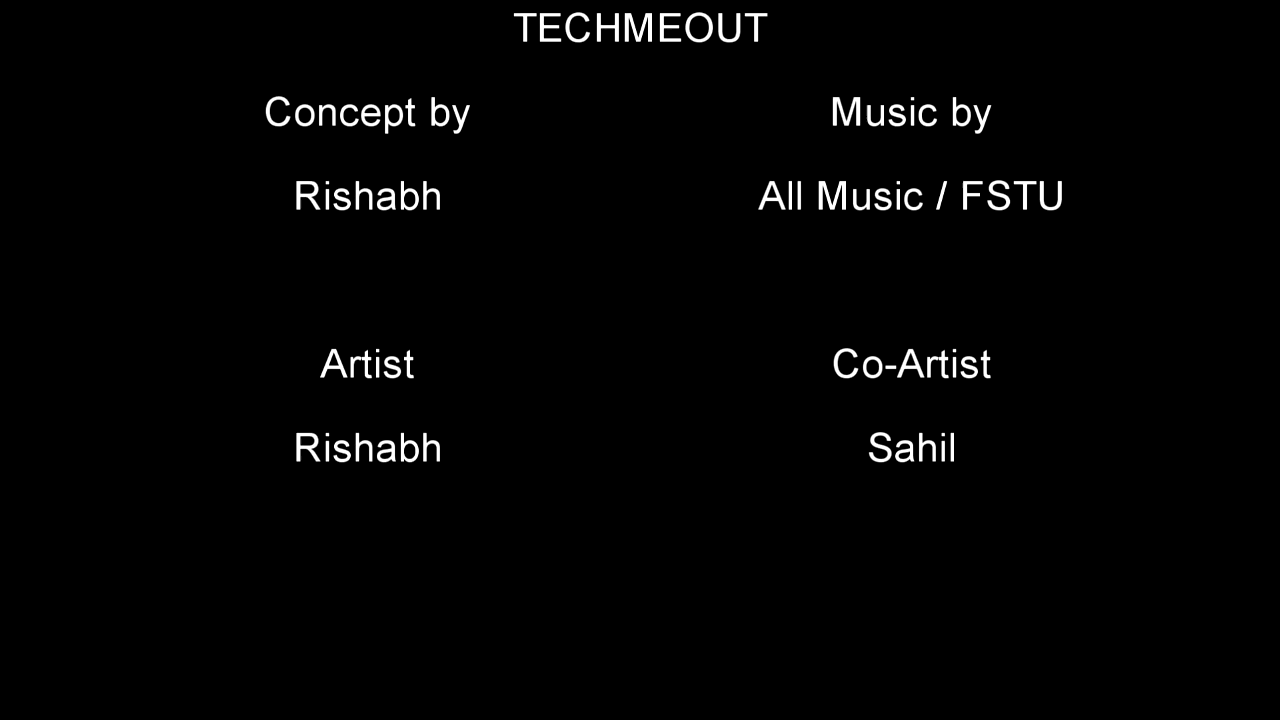 TECHMEOUT
Concept by
Music by
Rishabh
All Music / FSTU
Artist
Co-Artist
Rishabh
Sahil